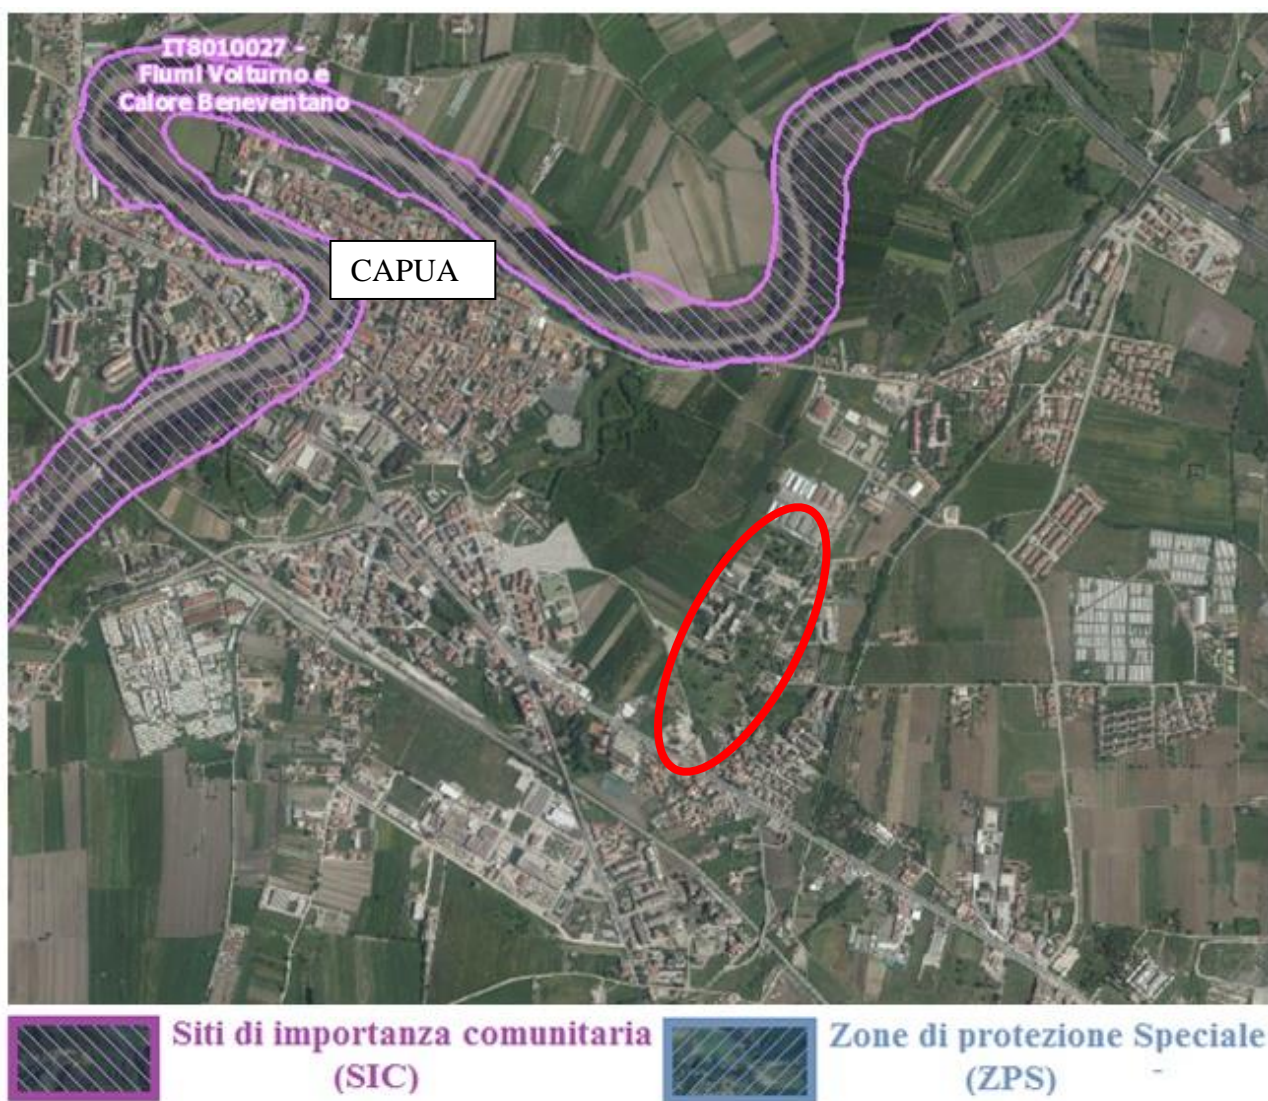 IT8010027 -
Fiumi Volturno e
Calore Beneventano
CAPUA
Siti di importanza comunitaria
(SIC)
Zone di protezione Speciale
(ZPS)